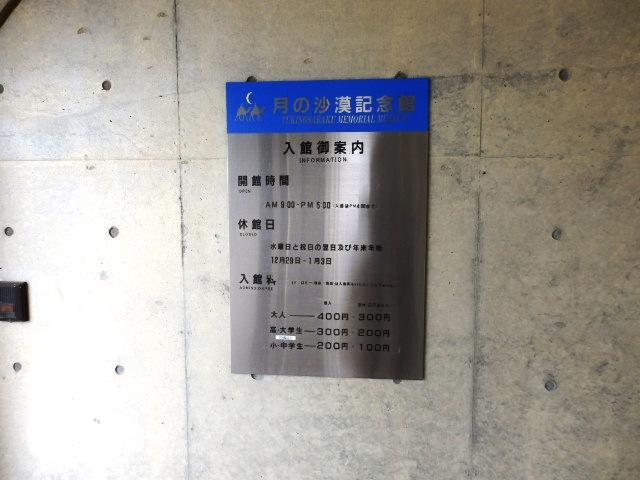 月の沙漠記念館
TUKINOSABAKU MEMORIAL MUSEUM
入館御案内
INFORMATION
開館時間
OPEN
AM 9:00-PM 5:00
休館日
CLOSED
水曜日と祝日の翌日及び年末年始
12月29日~1月3日
入館料
個人
大人 400円・300円
高・大学生 300円・200円
小・中学生 200円・100円